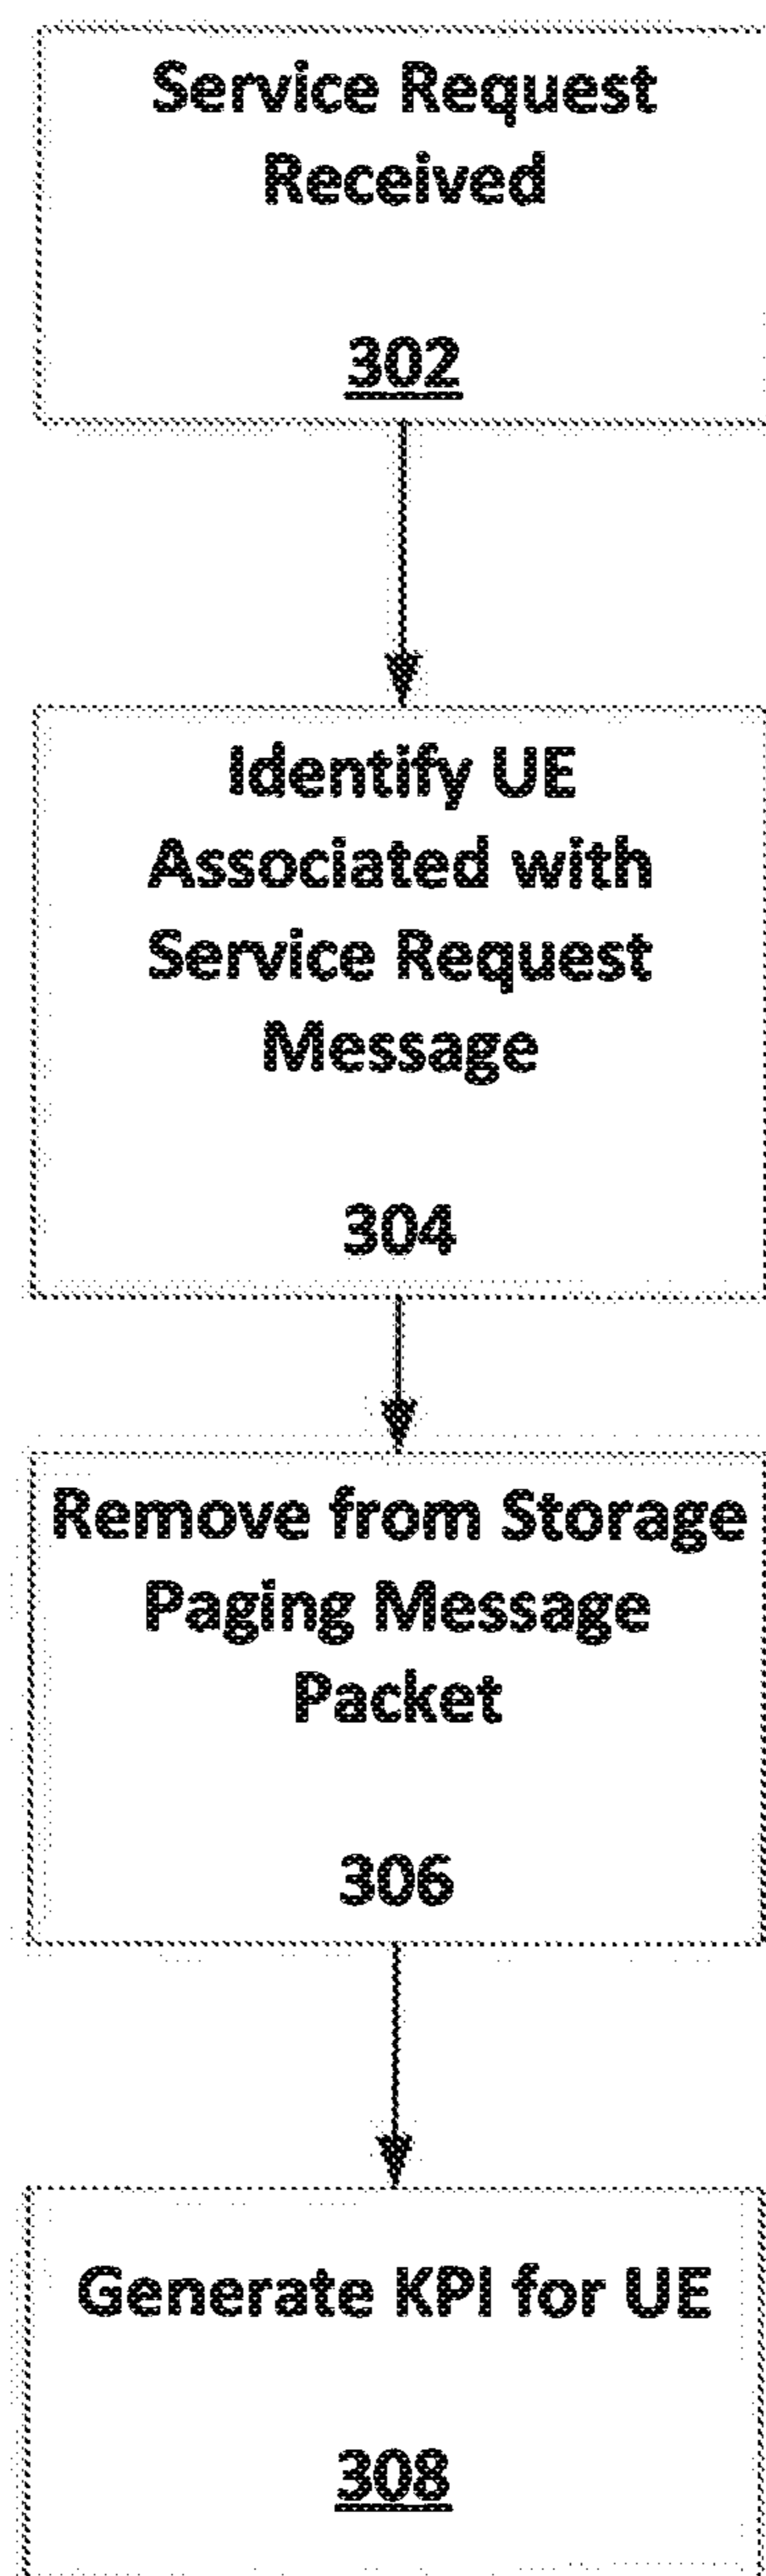 Service Request
Received
302
Identify UE
Associated with
Service Request
Message
304
Remove from Storage
Paging Message
Packet
306
Generate KPI for UE
308